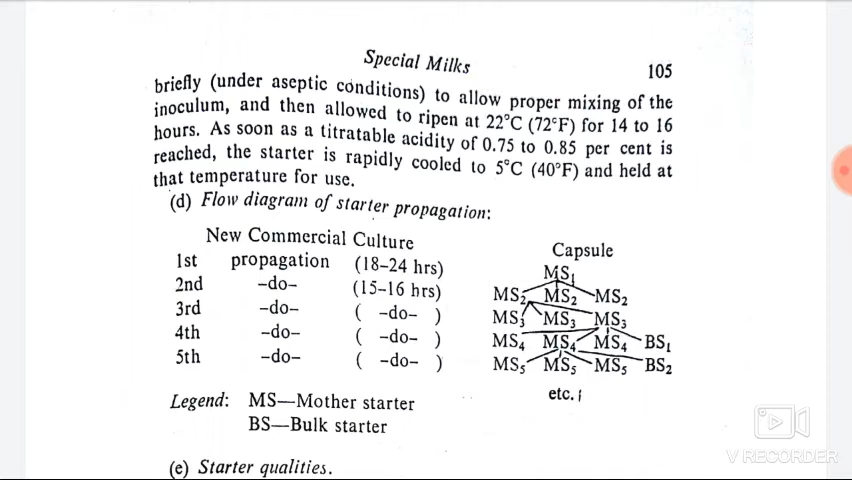 Special Milks 105
briefly (under aseptic conditions) to allow proper mixing of the
inoculum, and then allowed to ripen at 22°C (72°F) for 14 to 16
hours. As soon as a titratable acidity of 0.75 to 0.85 per cent is
reached, the starter is rapidly cooled to 5°C (40°F) and held at
that temperature for use.
(d) Flow diagram of starter propagation:
New Commercial Culture
1st propagation (18–24 hrs)
2nd –do– (15–16 hrs)
3rd –do– ( –do– )
4th –do– ( –do– )
5th –do– ( –do– )
Capsule
MS₁
MS₂ MS₂ MS₂
MS₃ MS₃ MS₃
MS₄ MS₄ MS₄ BS₁
MS₅ MS₅ MS₅ BS₂
etc.
Legend: MS—Mother starter
BS—Bulk starter
(e) Starter qualities.
V RECORDER